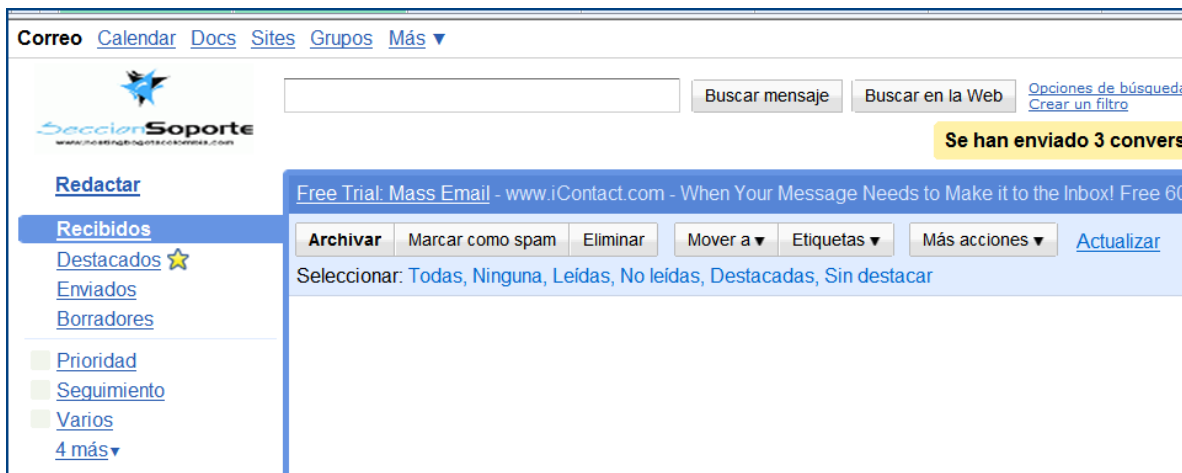 Correo Calendar Docs Sites Grupos Más ▼
SeccionSoporte
www.hostingbogotacolombia.com
Buscar mensaje Buscar en la Web
Opciones de búsqueda
Crear un filtro
Se han enviado 3 convers
Redactar
Free Trial: Mass Email - www.iContact.com - When Your Message Needs to Make it to the Inbox! Free 60
Recibidos
Destacados
Enviados
Borradores
Prioridad
Seguimiento
Varios
4 más▼
Archivar Marcar como spam Eliminar Mover a ▼ Etiquetas ▼ Más acciones ▼ Actualizar
Seleccionar: Todas, Ninguna, Leídas, No leídas, Destacadas, Sin destacar